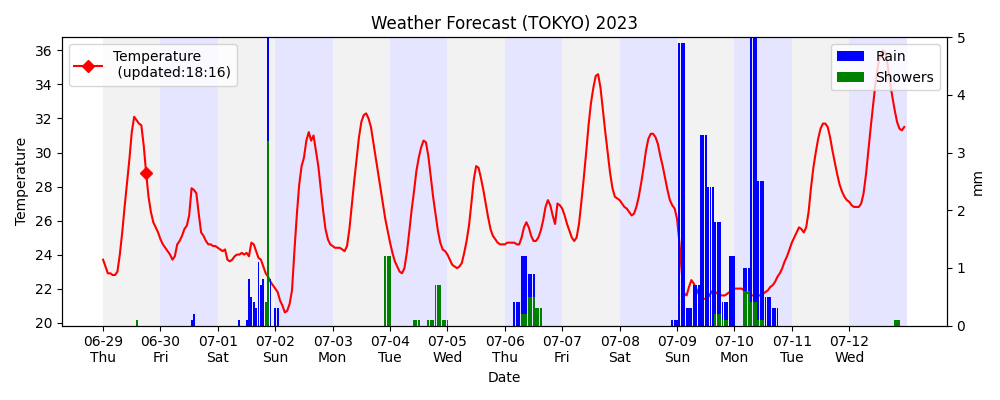 Weather Forecast (TOKYO) 2023
Temperature
(updated:18:16)
Rain
Showers
Temperature
36
34
32
30
28
26
24
22
20
5
4
3
2
1
0
mm
06-29 06-30 07-01 07-02 07-03 07-04 07-05 07-06 07-07 07-08 07-09 07-10 07-11 07-12
Thu Fri Sat Sun Mon Tue Wed Thu Fri Sat Sun Mon Tue Wed
Date